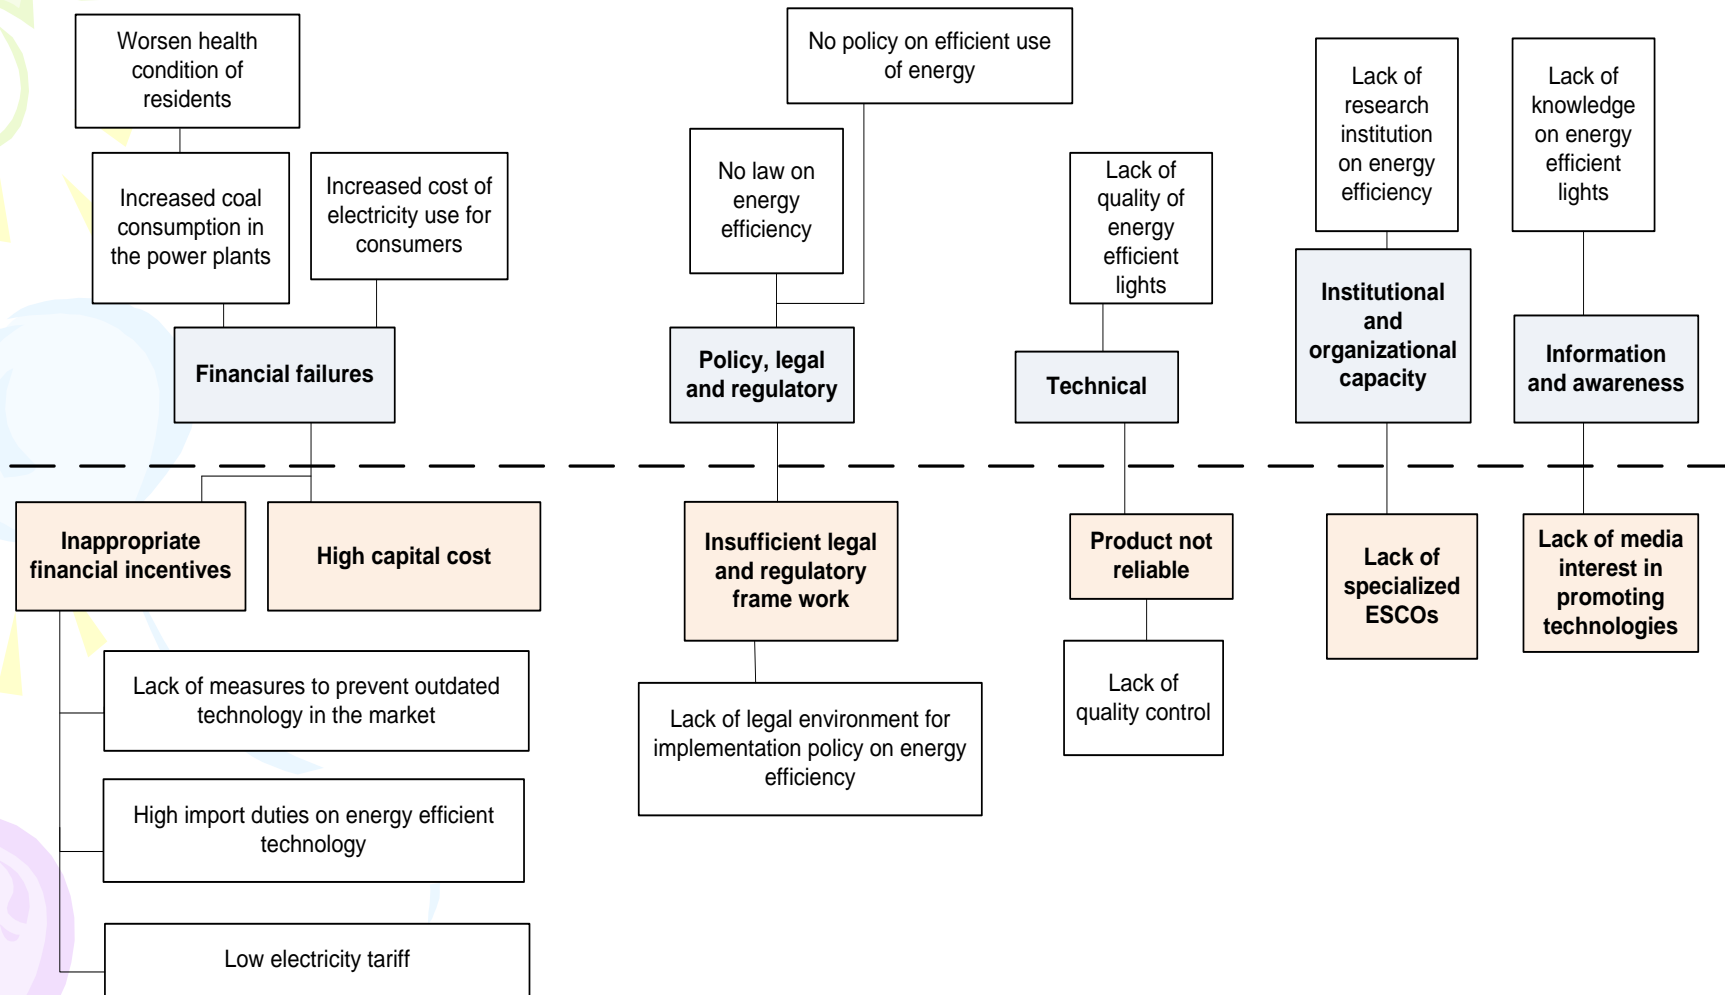 Worsen health
condition of
residents
No policy on efficient use
of energy
Lack of
research
institution
on energy
efficiency
Lack of
knowledge
on energy
efficient
lights
Increased coal
consumption in
the power plants
Increased cost of
electricity use for
consumers
No law on
energy
efficiency
Lack of
quality of
energy
efficient
lights
Financial failures
Policy, legal
and regulatory
Technical
Institutional
and
organizational
capacity
Information
and awareness
Inappropriate
financial incentives
High capital cost
Insufficient legal
and regulatory
frame work
Product not
reliable
Lack of
specialized
ESCOs
Lack of media
interest in
promoting
technologies
Lack of measures to prevent outdated
technology in the market
Lack of legal environment for
implementation policy on energy
efficiency
Lack of
quality control
High import duties on energy efficient
technology
Low electricity tariff